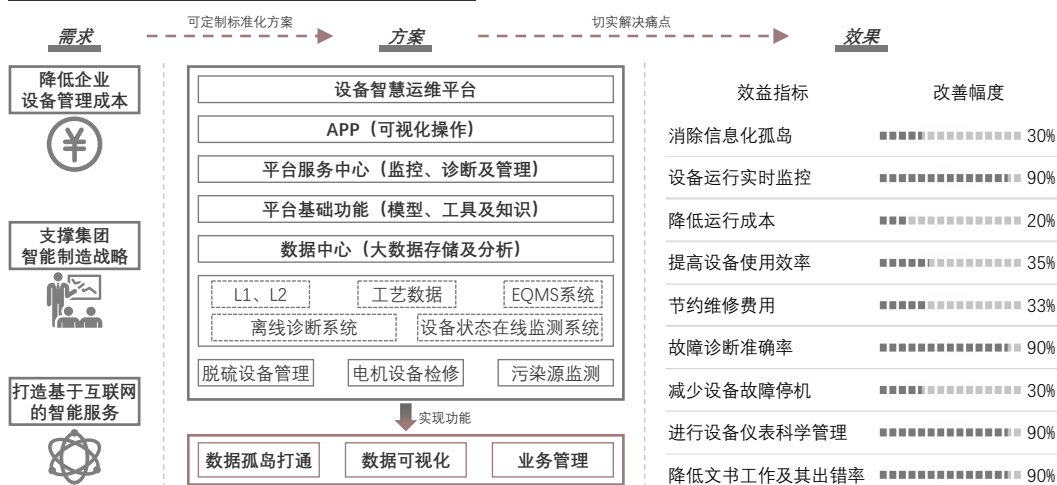 需求
可定制标准化方案
方案
切实解决痛点
效果
降低企业
设备管理成本
支撑集团
智能制造战略
打造基于互联网
的智能服务
设备智慧运维平台
APP（可视化操作）
平台服务中心（监控、诊断及管理）
平台基础功能（模型、工具及知识）
数据中心（大数据存储及分析）
L1、L2
工艺数据
EQMS系统
离线诊断系统
设备状态在线监测系统
脱硫设备管理
电机设备检修
污染源监测
实现功能
数据孤岛打通
数据可视化
业务管理
效益指标 改善幅度
消除信息化孤岛 30%
设备运行实时监控 90%
降低运行成本 20%
提高设备使用效率 35%
节约维修费用 33%
故障诊断准确率 90%
减少设备故障停机 30%
进行设备仪表科学管理 90%
降低文书工作及其出错率 90%